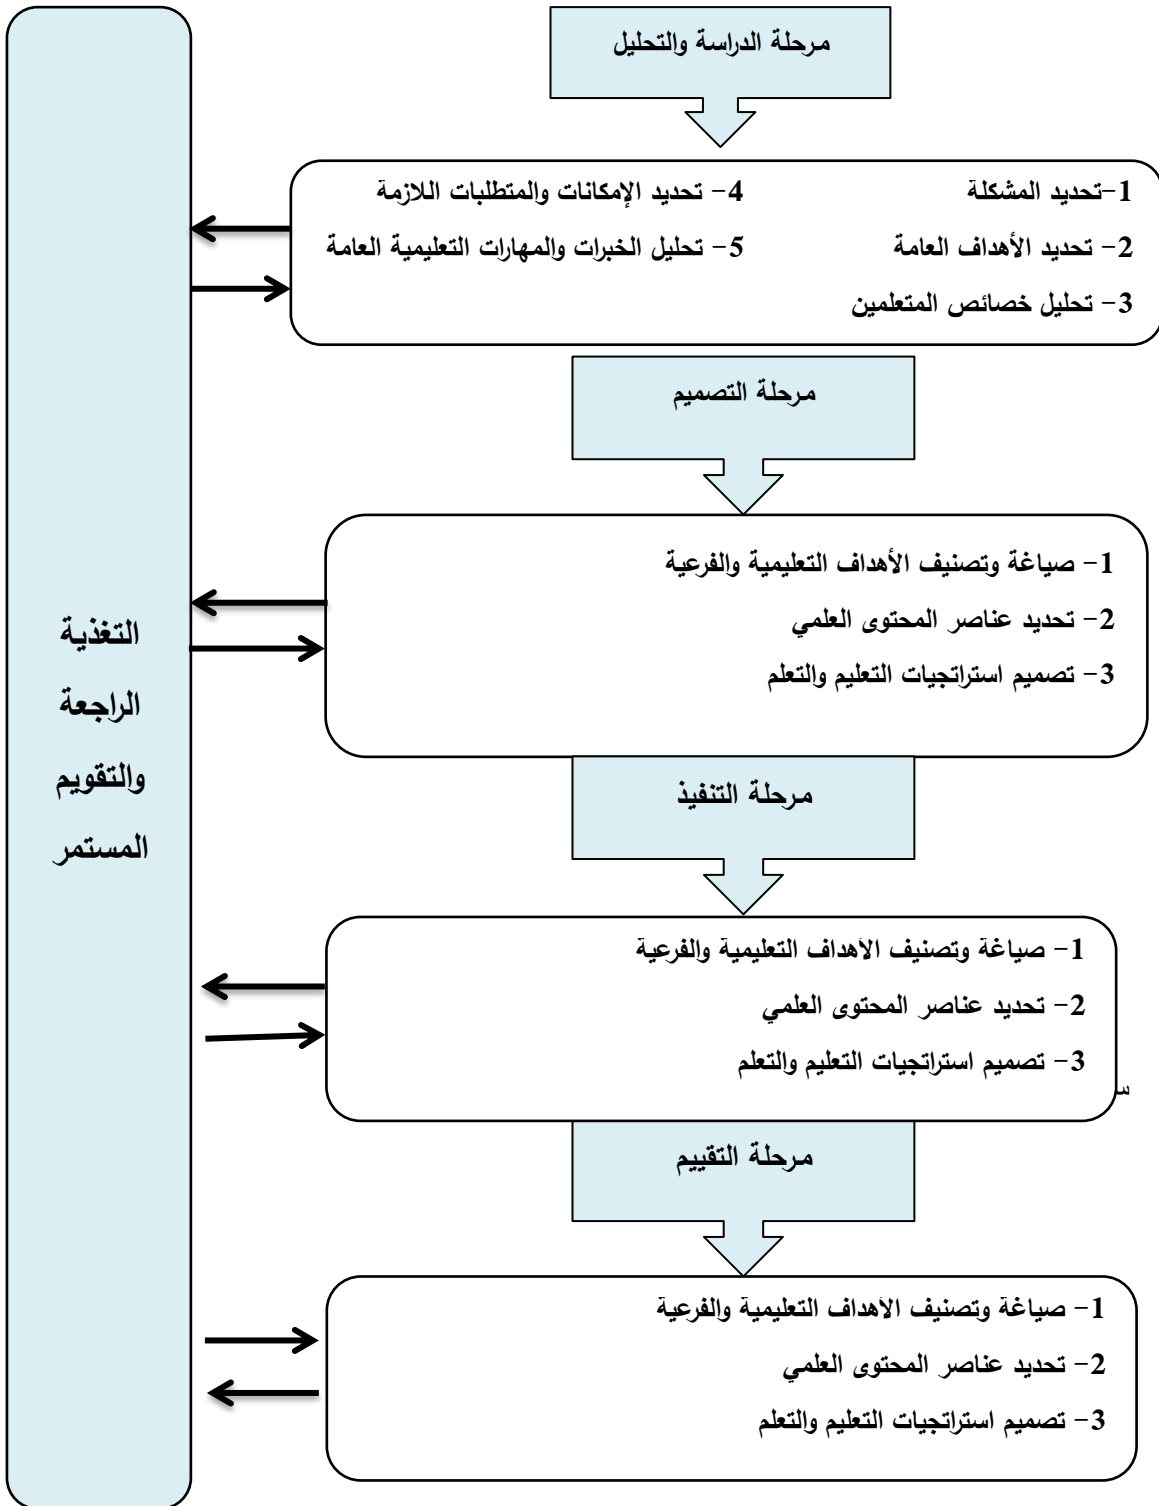 مرحلة الدراسة والتحليل
1-تحديد المشكلة
2- تحديد الأهداف العامة
3- تحليل خصائص المتعلمين
4- تحديد الإمكانات والمتطلبات اللازمة
5- تحليل الخبرات والمهارات التعليمية العامة
مرحلة التصميم
1- صياغة وتصنيف الأهداف التعليمية والفرعية
2- تحديد عناصر المحتوى العلمي
3- تصميم استراتجيات التعليم والتعلم
مرحلة التنفيذ
1- صياغة وتصنيف الأهداف التعليمية والفرعية
2- تحديد عناصر المحتوى العلمي
3- تصميم استراتجيات التعليم والتعلم
مرحلة التقييم
1- صياغة وتصنيف الأهداف التعليمية والفرعية
2- تحديد عناصر المحتوى العلمي
3- تصميم استراتجيات التعليم والتعلم
التغذية
الراجعة
والتقويم
المستمر